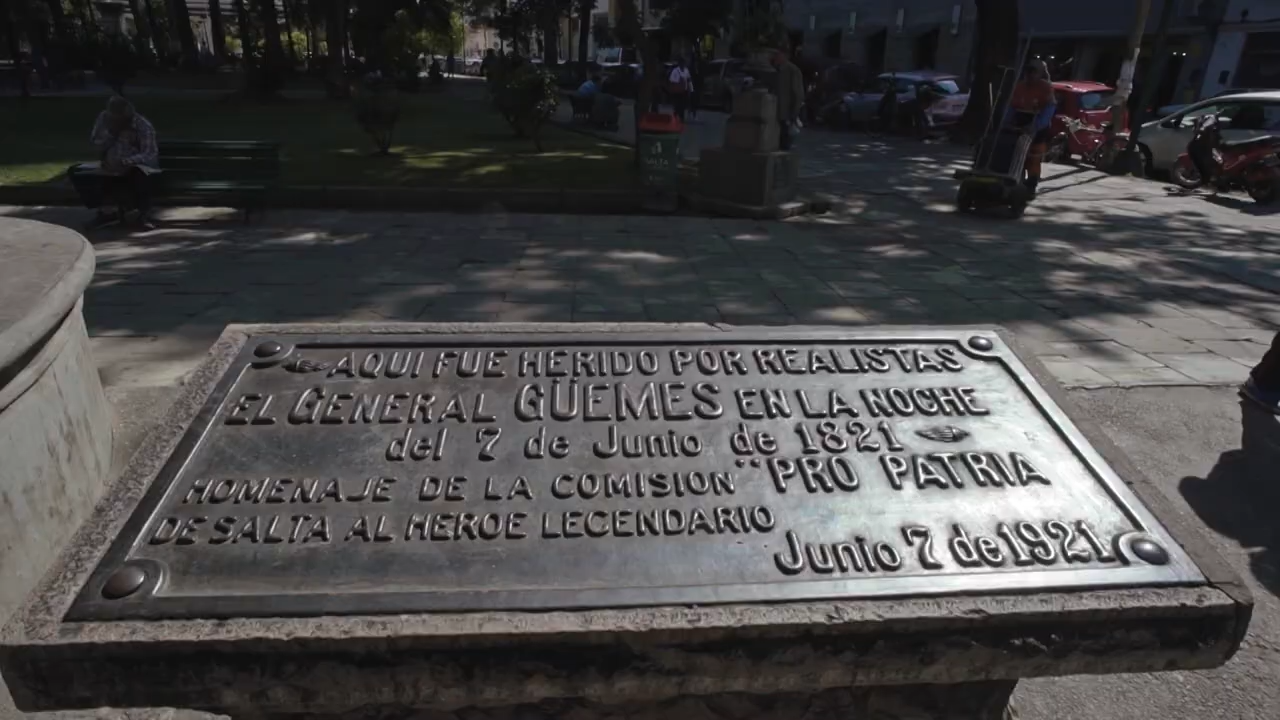 AQUI FUE HERIDO POR REALISTAS
EL GENERAL GÜEMES EN LA NOCHE
del 7 de Junio de 1821
HOMENAJE DE LA COMISION "PRO PATRIA
DE SALTA AL HEROE LEGENDARIO
Junio 7 de 1921
SALTA